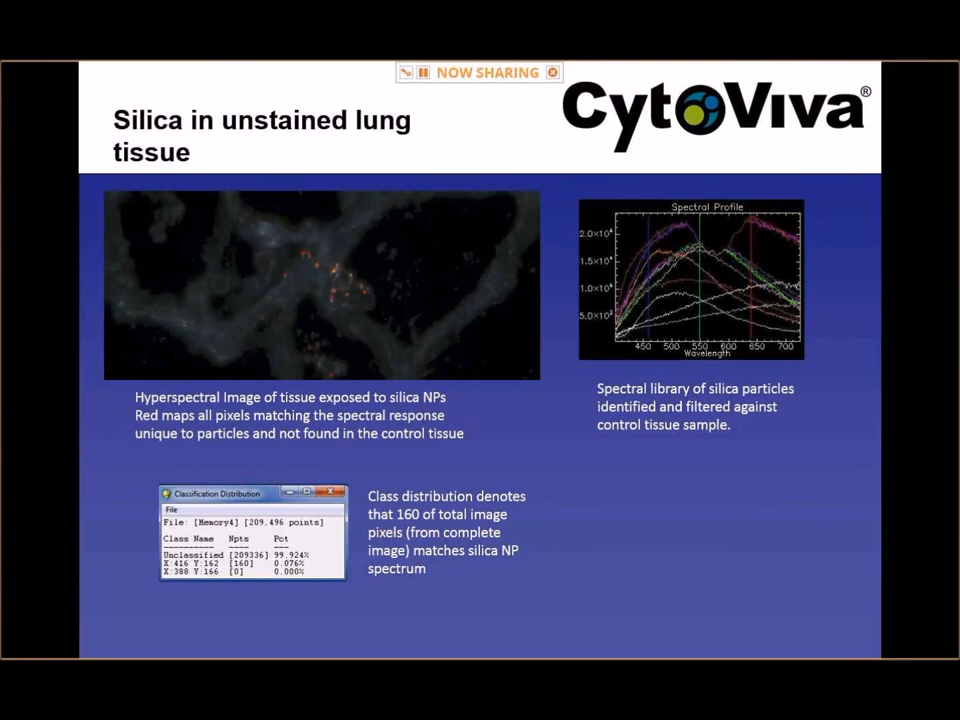 NOW SHARING
Silica in unstained lung
tissue
CytoViva®
Spectral Profile
2.0×10⁴
1.5×10⁴
1.0×10⁴
5.0×10³
450 500 550 600 650 700
Wavelength
Hyperspectral Image of tissue exposed to silica NPs
Red maps all pixels matching the spectral response
unique to particles and not found in the control tissue
Spectral library of silica particles
identified and filtered against
control tissue sample.
Classification Distribution
File
File: [Memory4] [209,496 points]
Class Name Npts Pct
Unclassified [209336] 99.924%
X:416 Y:162 [160] 0.076%
X:388 Y:166 [0] 0.000%
Class distribution denotes
that 160 of total image
pixels (from complete
image) matches silica NP
spectrum